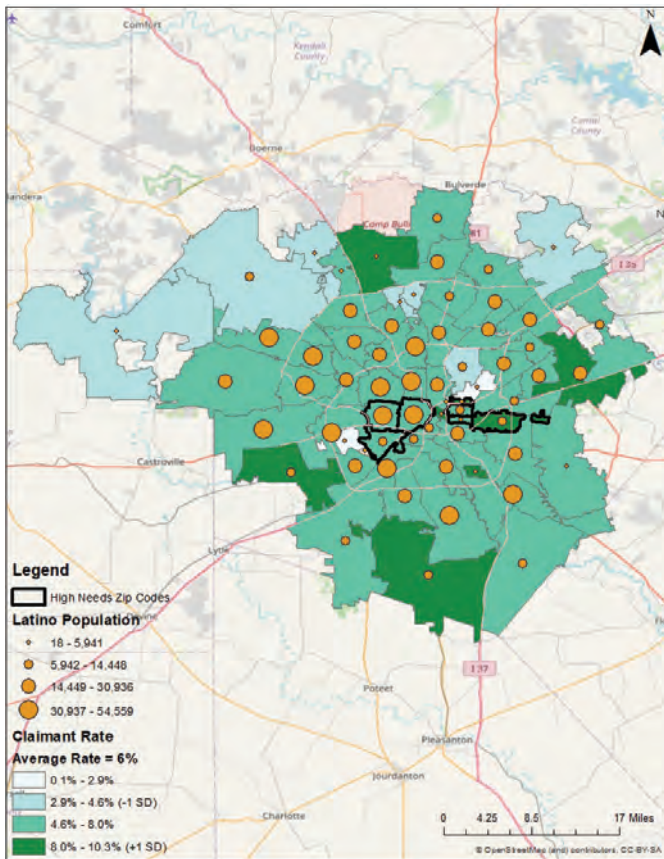 Comfort
Kendall
County
N
Comal
County
Boerne
Bulverde
Camp Bull
I 35
Castroville
Lytle
Legend
High Needs Zip Codes
Latino Population
18 - 5,941
5,942 - 14,448
14,449 - 30,936
30,937 - 54,559
Claimant Rate
Average Rate = 6%
0.1% - 2.9%
2.9% - 4.6% (-1 SD)
4.6% - 8.0%
8.0% - 10.3% (+1 SD)
I 37
Poteet
Pleasanton
Jourdanton
Charlotte
0 4.25 8.5 17 Miles
© OpenStreetMap (and) contributors, CC-BY-SA